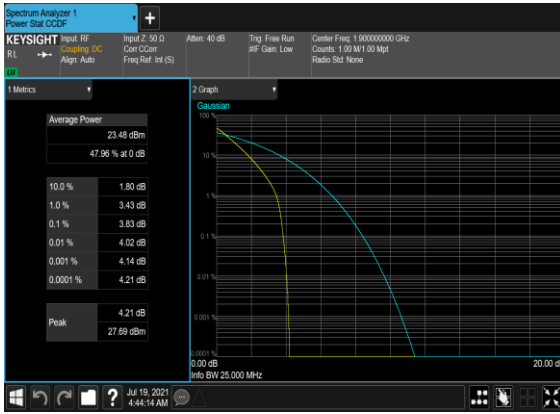 Spectrum Analyzer 1
Power Stat CCDF
+
KEYSIGHT
RL
LV
Input: RF
Coupling: DC
Align: Auto
Input Z: 50 Ω
Corr CCorr
Freq Ref: Int (S)
Atten: 40 dB
Trig: Free Run
#IF Gain: Low
Center Freq: 1.900000000 GHz
Counts: 1.00 M/1.00 Mpt
Radio Std: None
1 Metrics
Average Power
23.48 dBm
47.96 % at 0 dB
10.0 % 1.80 dB
1.0 % 3.43 dB
0.1 % 3.83 dB
0.01 % 4.02 dB
0.001 % 4.14 dB
0.0001 % 4.21 dB
Peak
4.21 dB
27.69 dBm
2 Graph
Gaussian
100 %
10 %
1 %
0.1 %
0.01 %
0.001 %
0.0001 %
0.00 dB
20.00 d
Info BW 25.000 MHz
?
Jul 19, 2021
4:44:14 AM